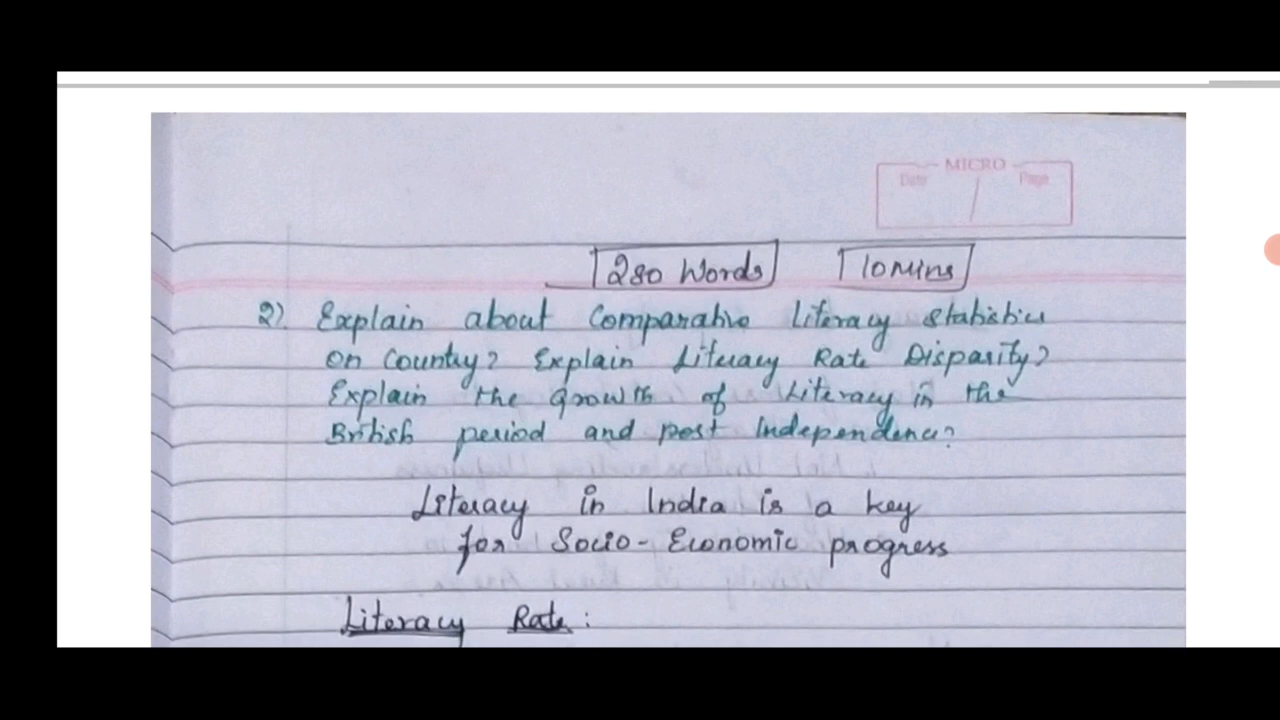 MICRO
Date Page
280 Words 10 Mins
2) Explain about Comparative Literacy Statistics
on Country? Explain Literacy Rate Disparity?
Explain the growth of Literacy in the
British period and post Independence?
Literacy in India is a key
for Socio-Economic progress
Literacy Rate: